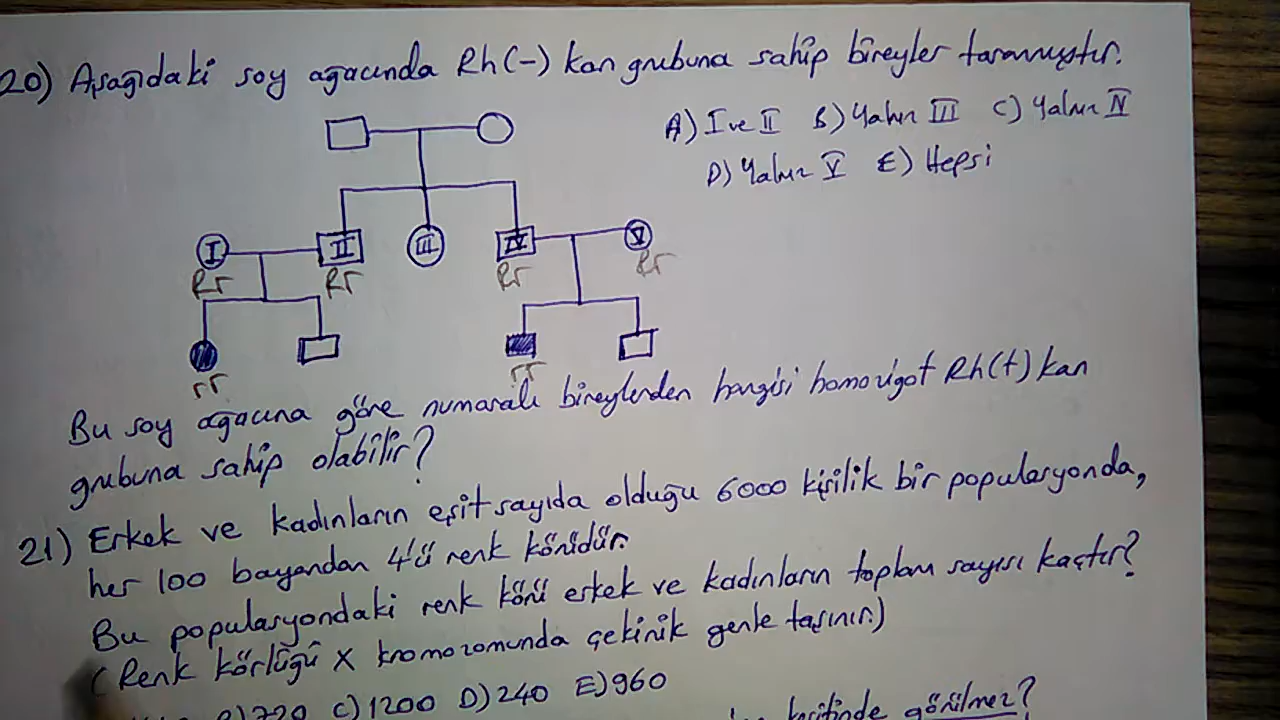 20) Aşağıdaki soy ağacında Rh(-) kan grubuna sahip bireyler taranmıştır.
A) I ve II B) Yalnız III C) Yalnız IV
D) Yalnız V E) Hepsi
I II III IV V
Rr Rr Rr Rr
rr rr
Bu soy ağacına göre numaralı bireylerden hangisi homozigot Rh(+) kan
grubuna sahip olabilir?
21) Erkek ve kadınların eşit sayıda olduğu 6000 kişilik bir popülasyonda,
her 100 bayandan 4'ü renk körüdür.
Bu popülasyondaki renk körü erkek ve kadınların toplam sayısı kaçtır?
(Renk körlüğü X kromozomunda çekinik genle taşınır.)
C) 1200 D) 240 E) 960
görülmez?